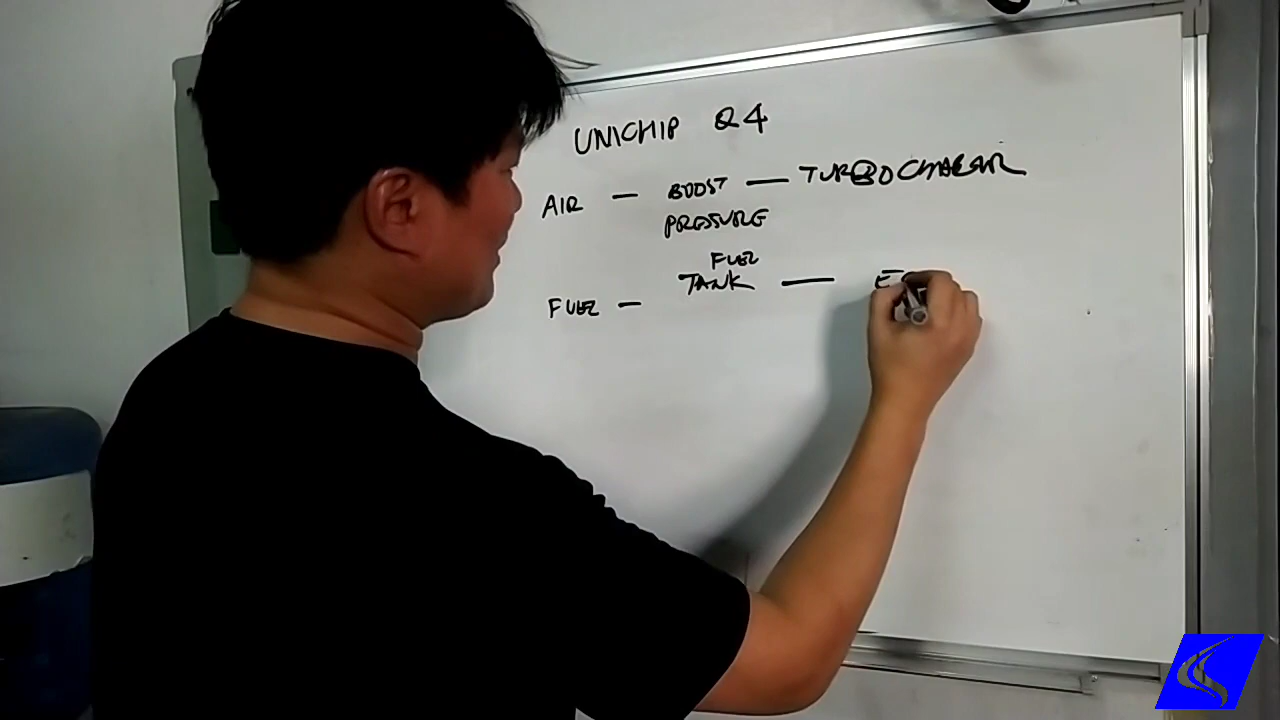 UNICHIP Q4
AIR — BOOST — TURBOCHARGER
PRESSURE
FUEL
FUEL — TANK — E